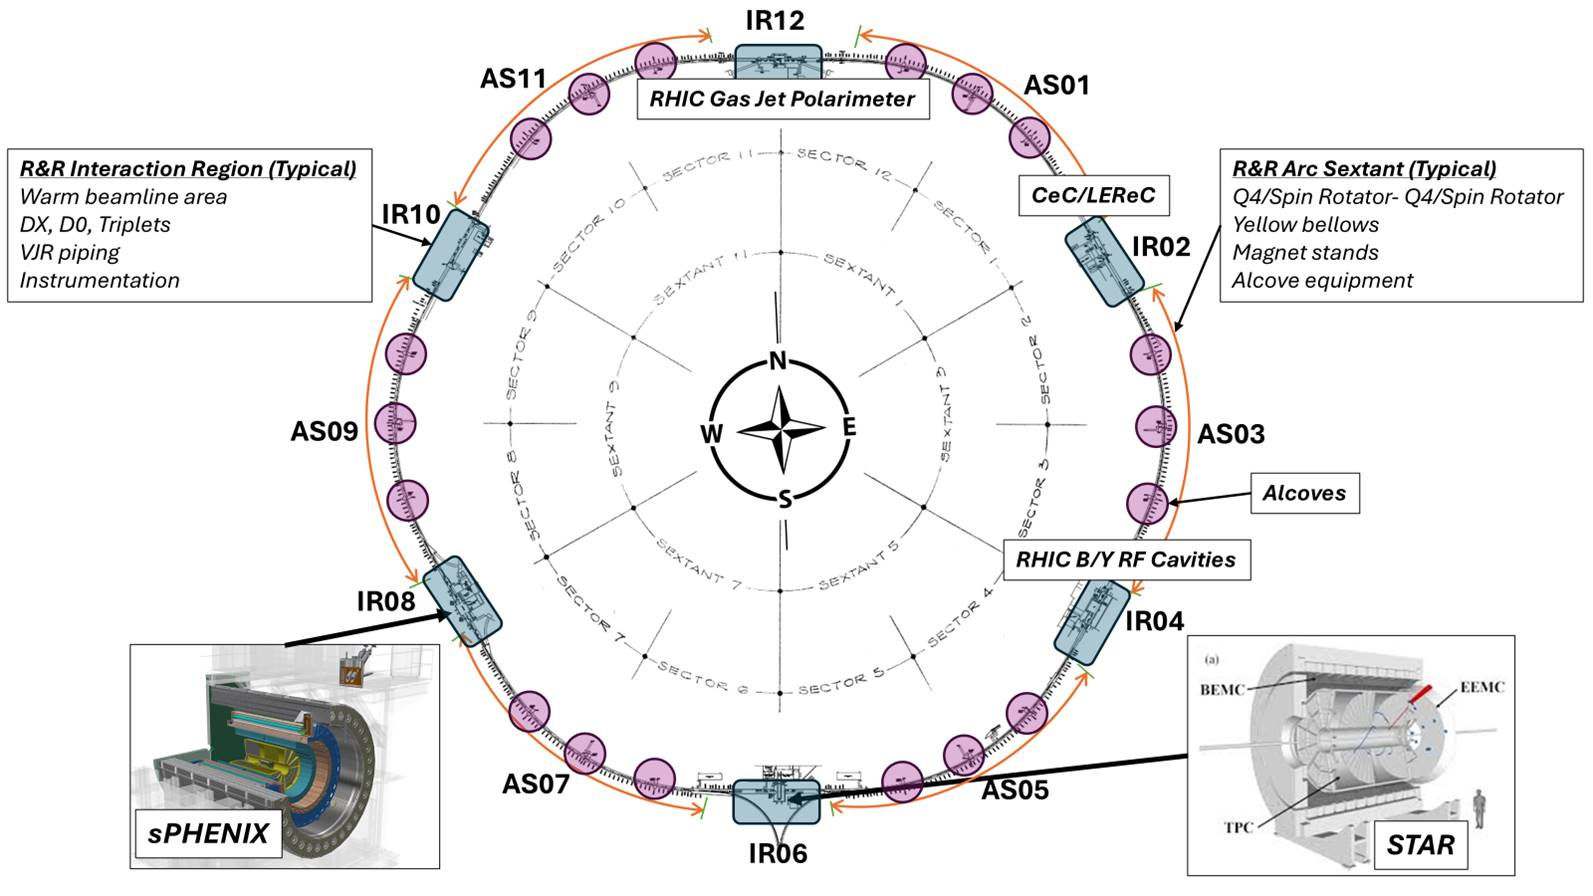 IR12
AS11
AS01
RHIC Gas Jet Polarimeter
R&R Interaction Region (Typical)
Warm beamline area
DX, D0, Triplets
VJR piping
Instrumentation
IR10
CeC/LEReC
IR02
R&R Arc Sextant (Typical)
Q4/Spin Rotator- Q4/Spin Rotator
Yellow bellows
Magnet stands
Alcove equipment
SECTOR 11
SECTOR 12
SECTOR 10
SECTOR 1
SEXTANT 11
SEXTANT 1
SECTOR 9
SECTOR 2
N
W
E
S
SEXTANT 9
SEXTANT 3
AS09
AS03
SECTOR 8
SECTOR 3
Alcoves
SEXTANT 7
SEXTANT 5
RHIC B/Y RF Cavities
IR08
IR04
SECTOR 7
SECTOR 4
SECTOR 6
SECTOR 5
(a)
BEMC
EEMC
TPC
STAR
sPHENIX
AS07
AS05
IR06